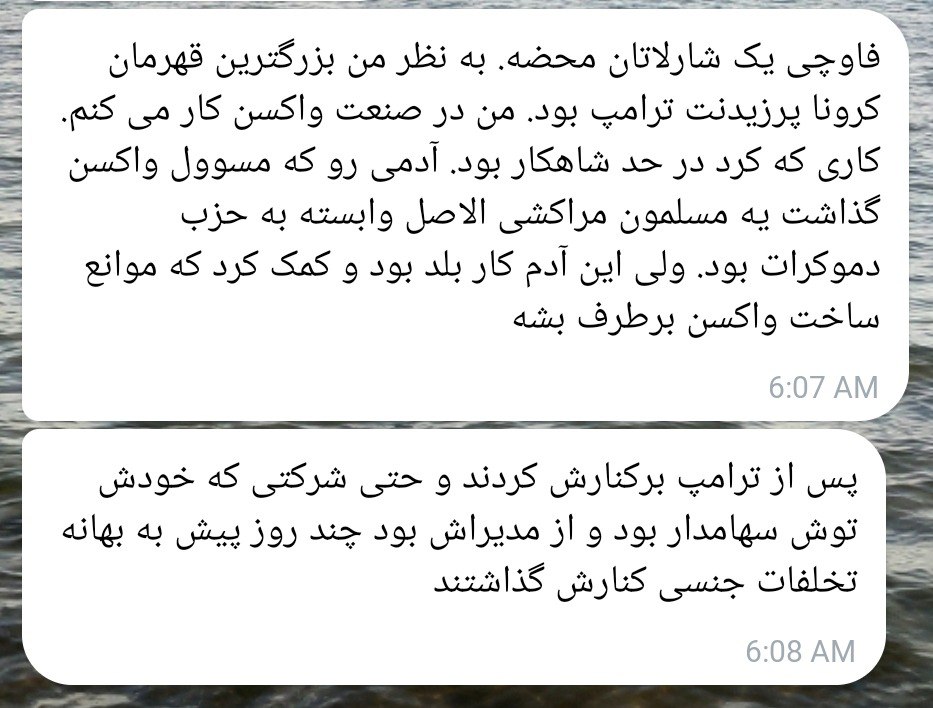 فاوچی یک شارلاتان محضه. به نظر من بزرگترین قهرمان
کرونا پرزیدنت ترامپ بود. من در صنعت واکسن کار می کنم.
کاری که کرد در حد شاهکار بود. آدمی رو که مسوول واکسن
گذاشت یه مسلمون مراکشی الاصل وابسته به حزب
دموکرات بود. ولی این آدم کار بلد بود و کمک کرد که موانع
ساخت واکسن برطرف بشه
6:07 AM
پس از ترامپ برکنارش کردند و حتی شرکتی که خودش
توش سهامدار بود و از مدیراش بود چند روز پیش به بهانه
تخلفات جنسی کنارش گذاشتند
6:08 AM